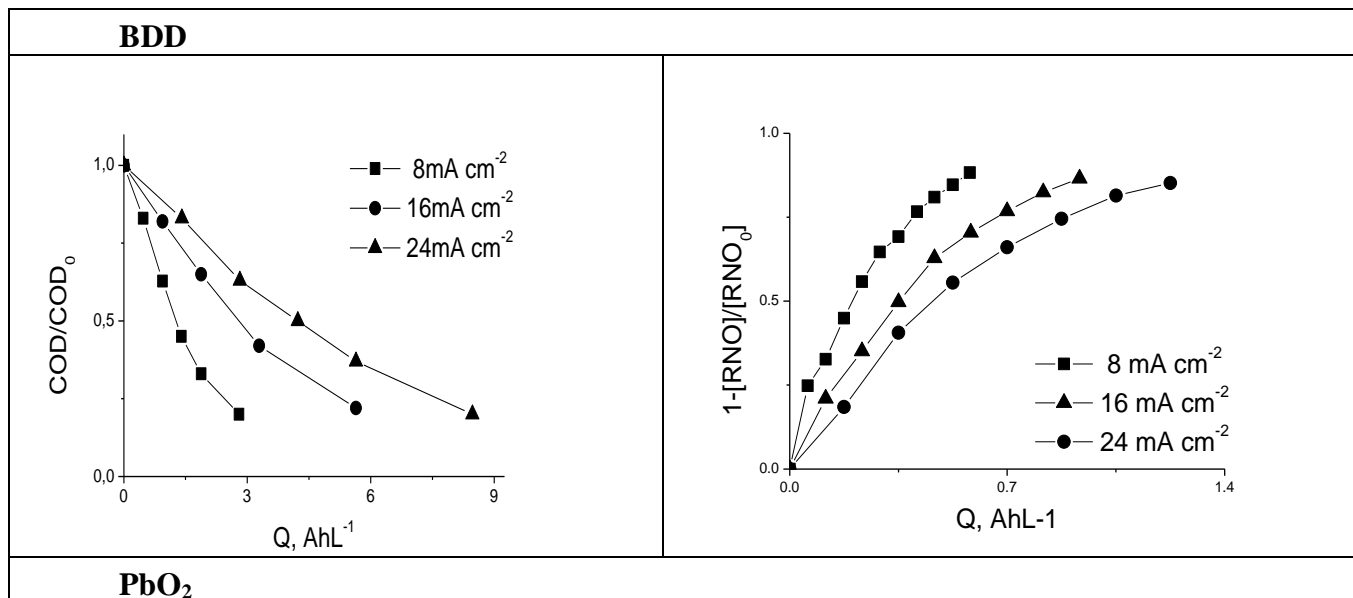 BDD
1,0
0,5
0,0
COD/COD₀
0
3
6
9
Q, AhL⁻¹
8mA cm⁻²
16mA cm⁻²
24mA cm⁻²
1.0
0.5
0.0
1-[RNO]/[RNO₀]
0.0
0.7
1.4
Q, AhL-1
8 mA cm⁻²
16 mA cm⁻²
24 mA cm⁻²
PbO₂